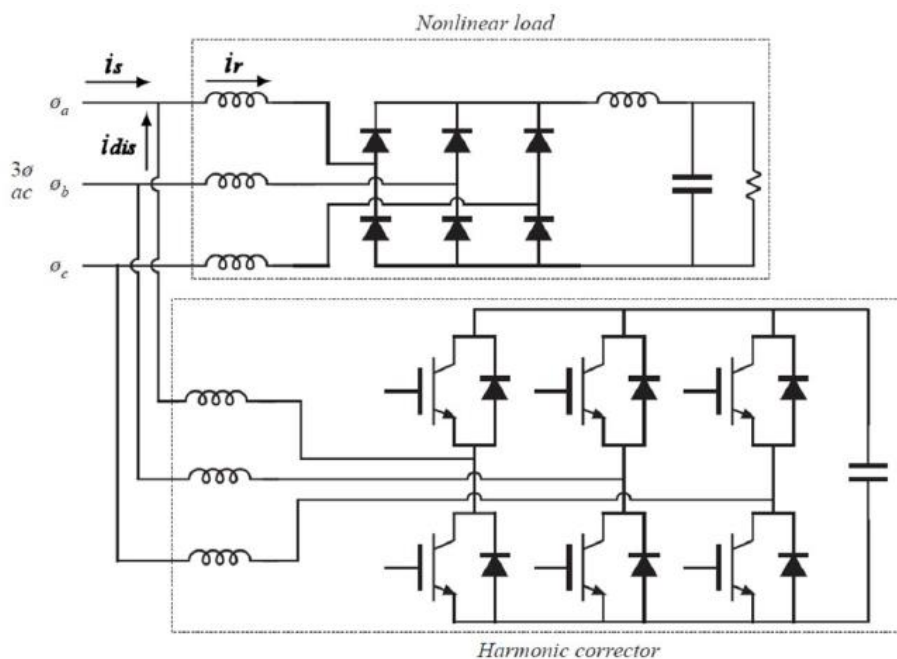 Nonlinear load
is
ir
øa
idis
3ø
ac
øb
øc
Harmonic corrector